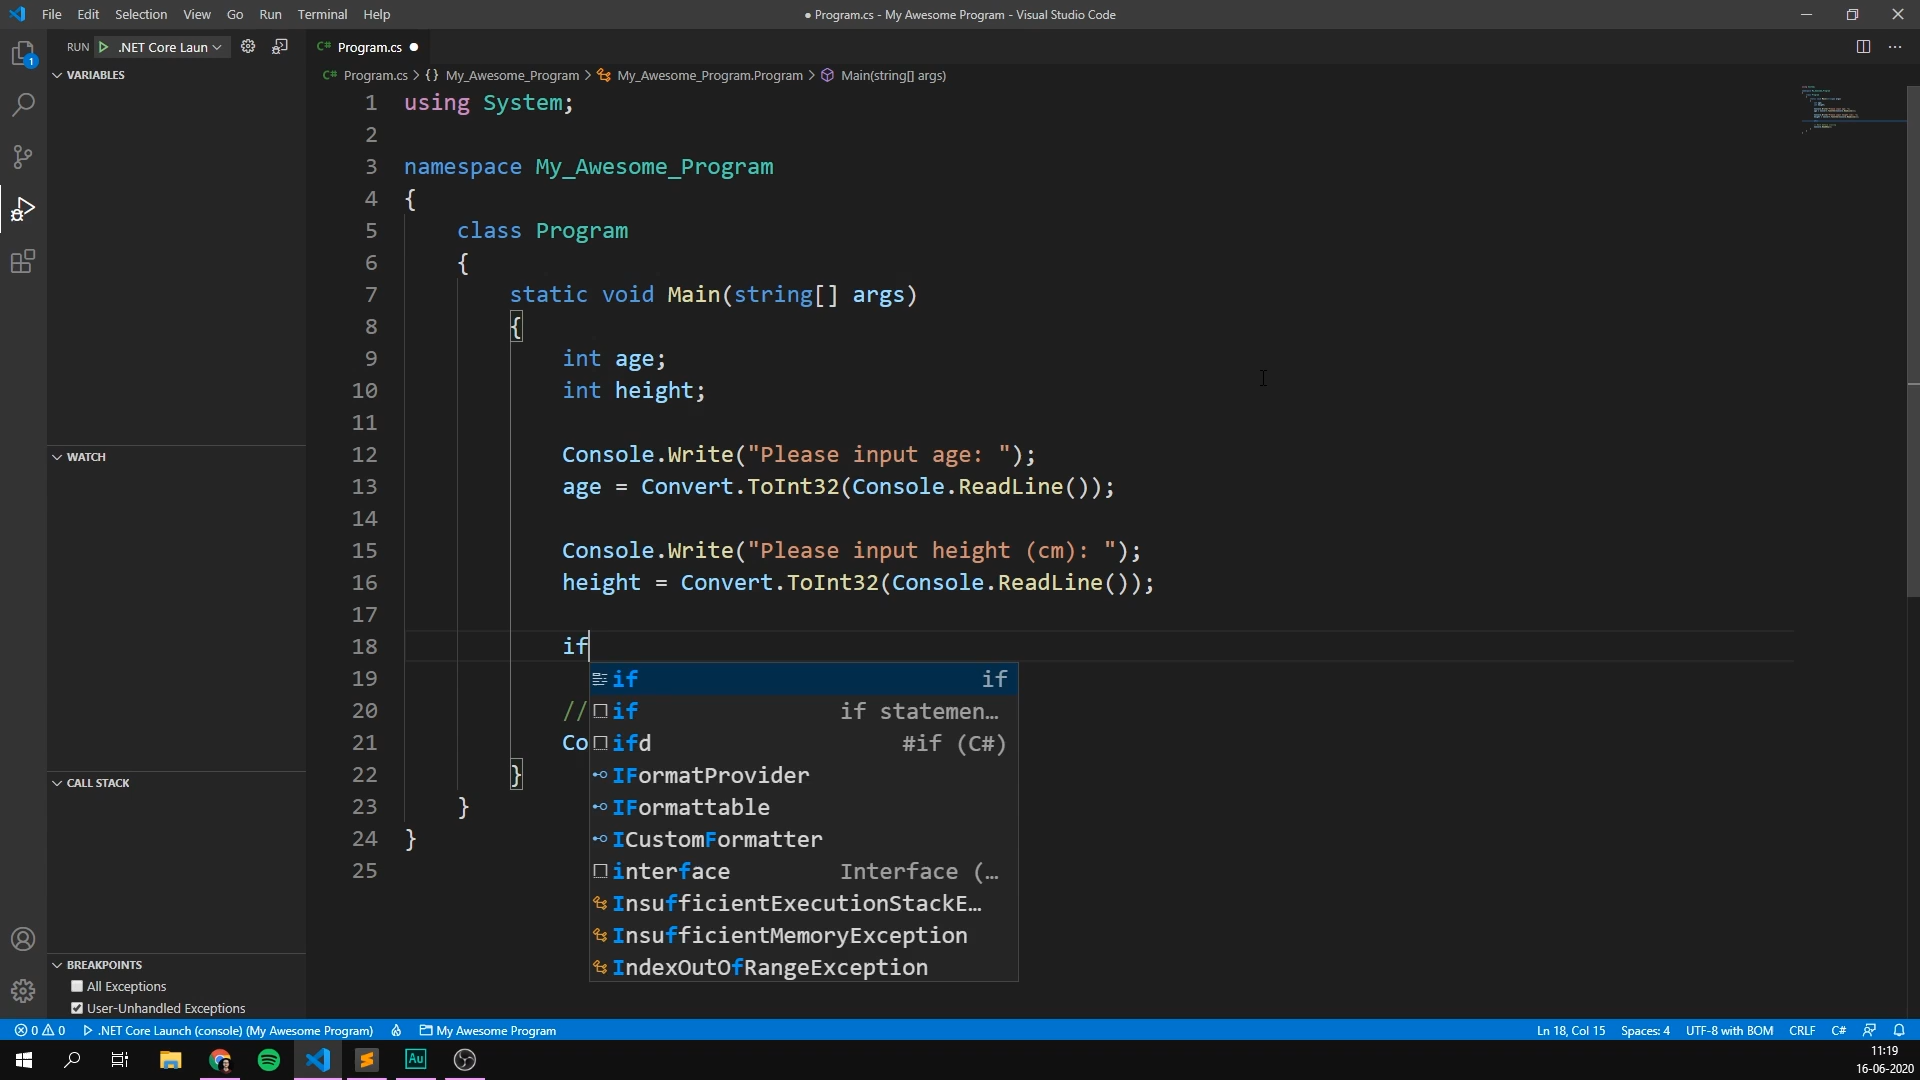 File Edit Selection View Go Run Terminal Help
● Program.cs - My Awesome Program - Visual Studio Code
RUN .NET Core Laun
C# Program.cs ●
C# Program.cs > {} My_Awesome_Program > My_Awesome_Program.Program > Main(string[] args)
VARIABLES
WATCH
CALL STACK
BREAKPOINTS
All Exceptions
User-Unhandled Exceptions
1
1 using System;
2
3 namespace My_Awesome_Program
4 {
5 class Program
6 {
7 static void Main(string[] args)
8 {
9 int age;
10 int height;
11
12 Console.Write("Please input age: ");
13 age = Convert.ToInt32(Console.ReadLine());
14
15 Console.Write("Please input height (cm): ");
16 height = Convert.ToInt32(Console.ReadLine());
17
18 if
19
20 //
21 Co
22 }
23 }
24 }
25
if if
if if statemen…
ifd #if (C#)
IFormatProvider
IFormattable
ICustomFormatter
interface Interface (…
InsufficientExecutionStackE…
InsufficientMemoryException
IndexOutOfRangeException
0 0 .NET Core Launch (console) (My Awesome Program) My Awesome Program
Ln 18, Col 15 Spaces: 4 UTF-8 with BOM CRLF C#
Au
11:19
16-06-2020